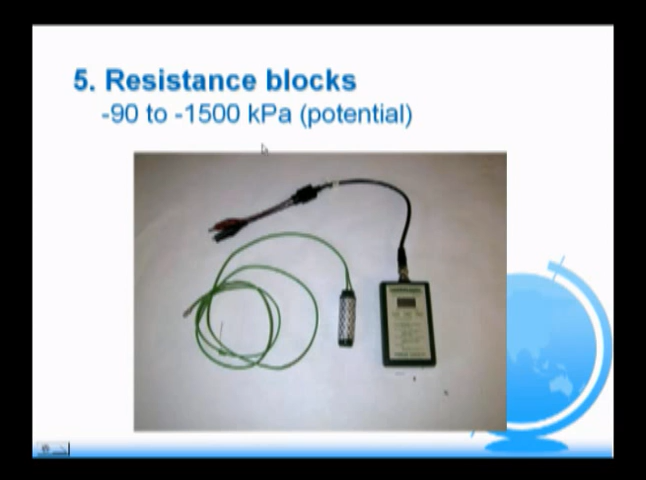 5. Resistance blocks
-90 to -1500 kPa (potential)